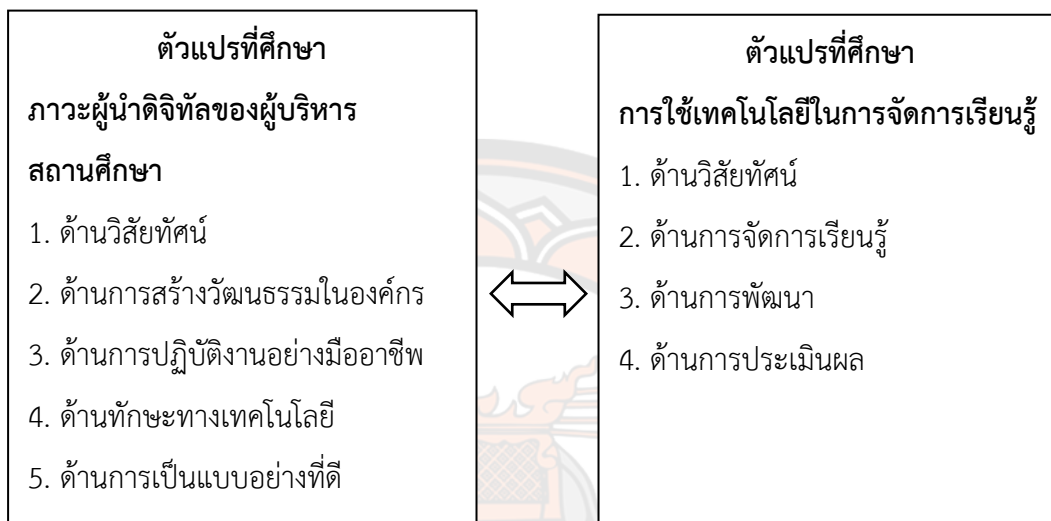 ตัวแปรที่ศึกษา
ภาวะผู้นำดิจิทัลของผู้บริหาร
สถานศึกษา
1. ด้านวิสัยทัศน์
2. ด้านการสร้างวัฒนธรรมในองค์กร
3. ด้านการปฏิบัติงานอย่างมืออาชีพ
4. ด้านทักษะทางเทคโนโลยี
5. ด้านการเป็นแบบอย่างที่ดี
ตัวแปรที่ศึกษา
การใช้เทคโนโลยีในการจัดการเรียนรู้
1. ด้านวิสัยทัศน์
2. ด้านการจัดการเรียนรู้
3. ด้านการพัฒนา
4. ด้านการประเมินผล